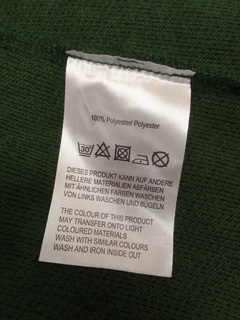 100% Polyester/ Polyester
30°
DIESES PRODUKT KANN AUF ANDERE
HELLERE MATERIALIEN ABFÄRBEN
MIT ÄHNLICHEN FARBEN WASCHEN
VON LINKS WASCHEN UND BÜGELN
THE COLOUR OF THIS PRODUCT
MAY TRANSFER ONTO LIGHT
COLOURED MATERIALS
WASH WITH SIMILAR COLOURS
WASH AND IRON INSIDE OUT